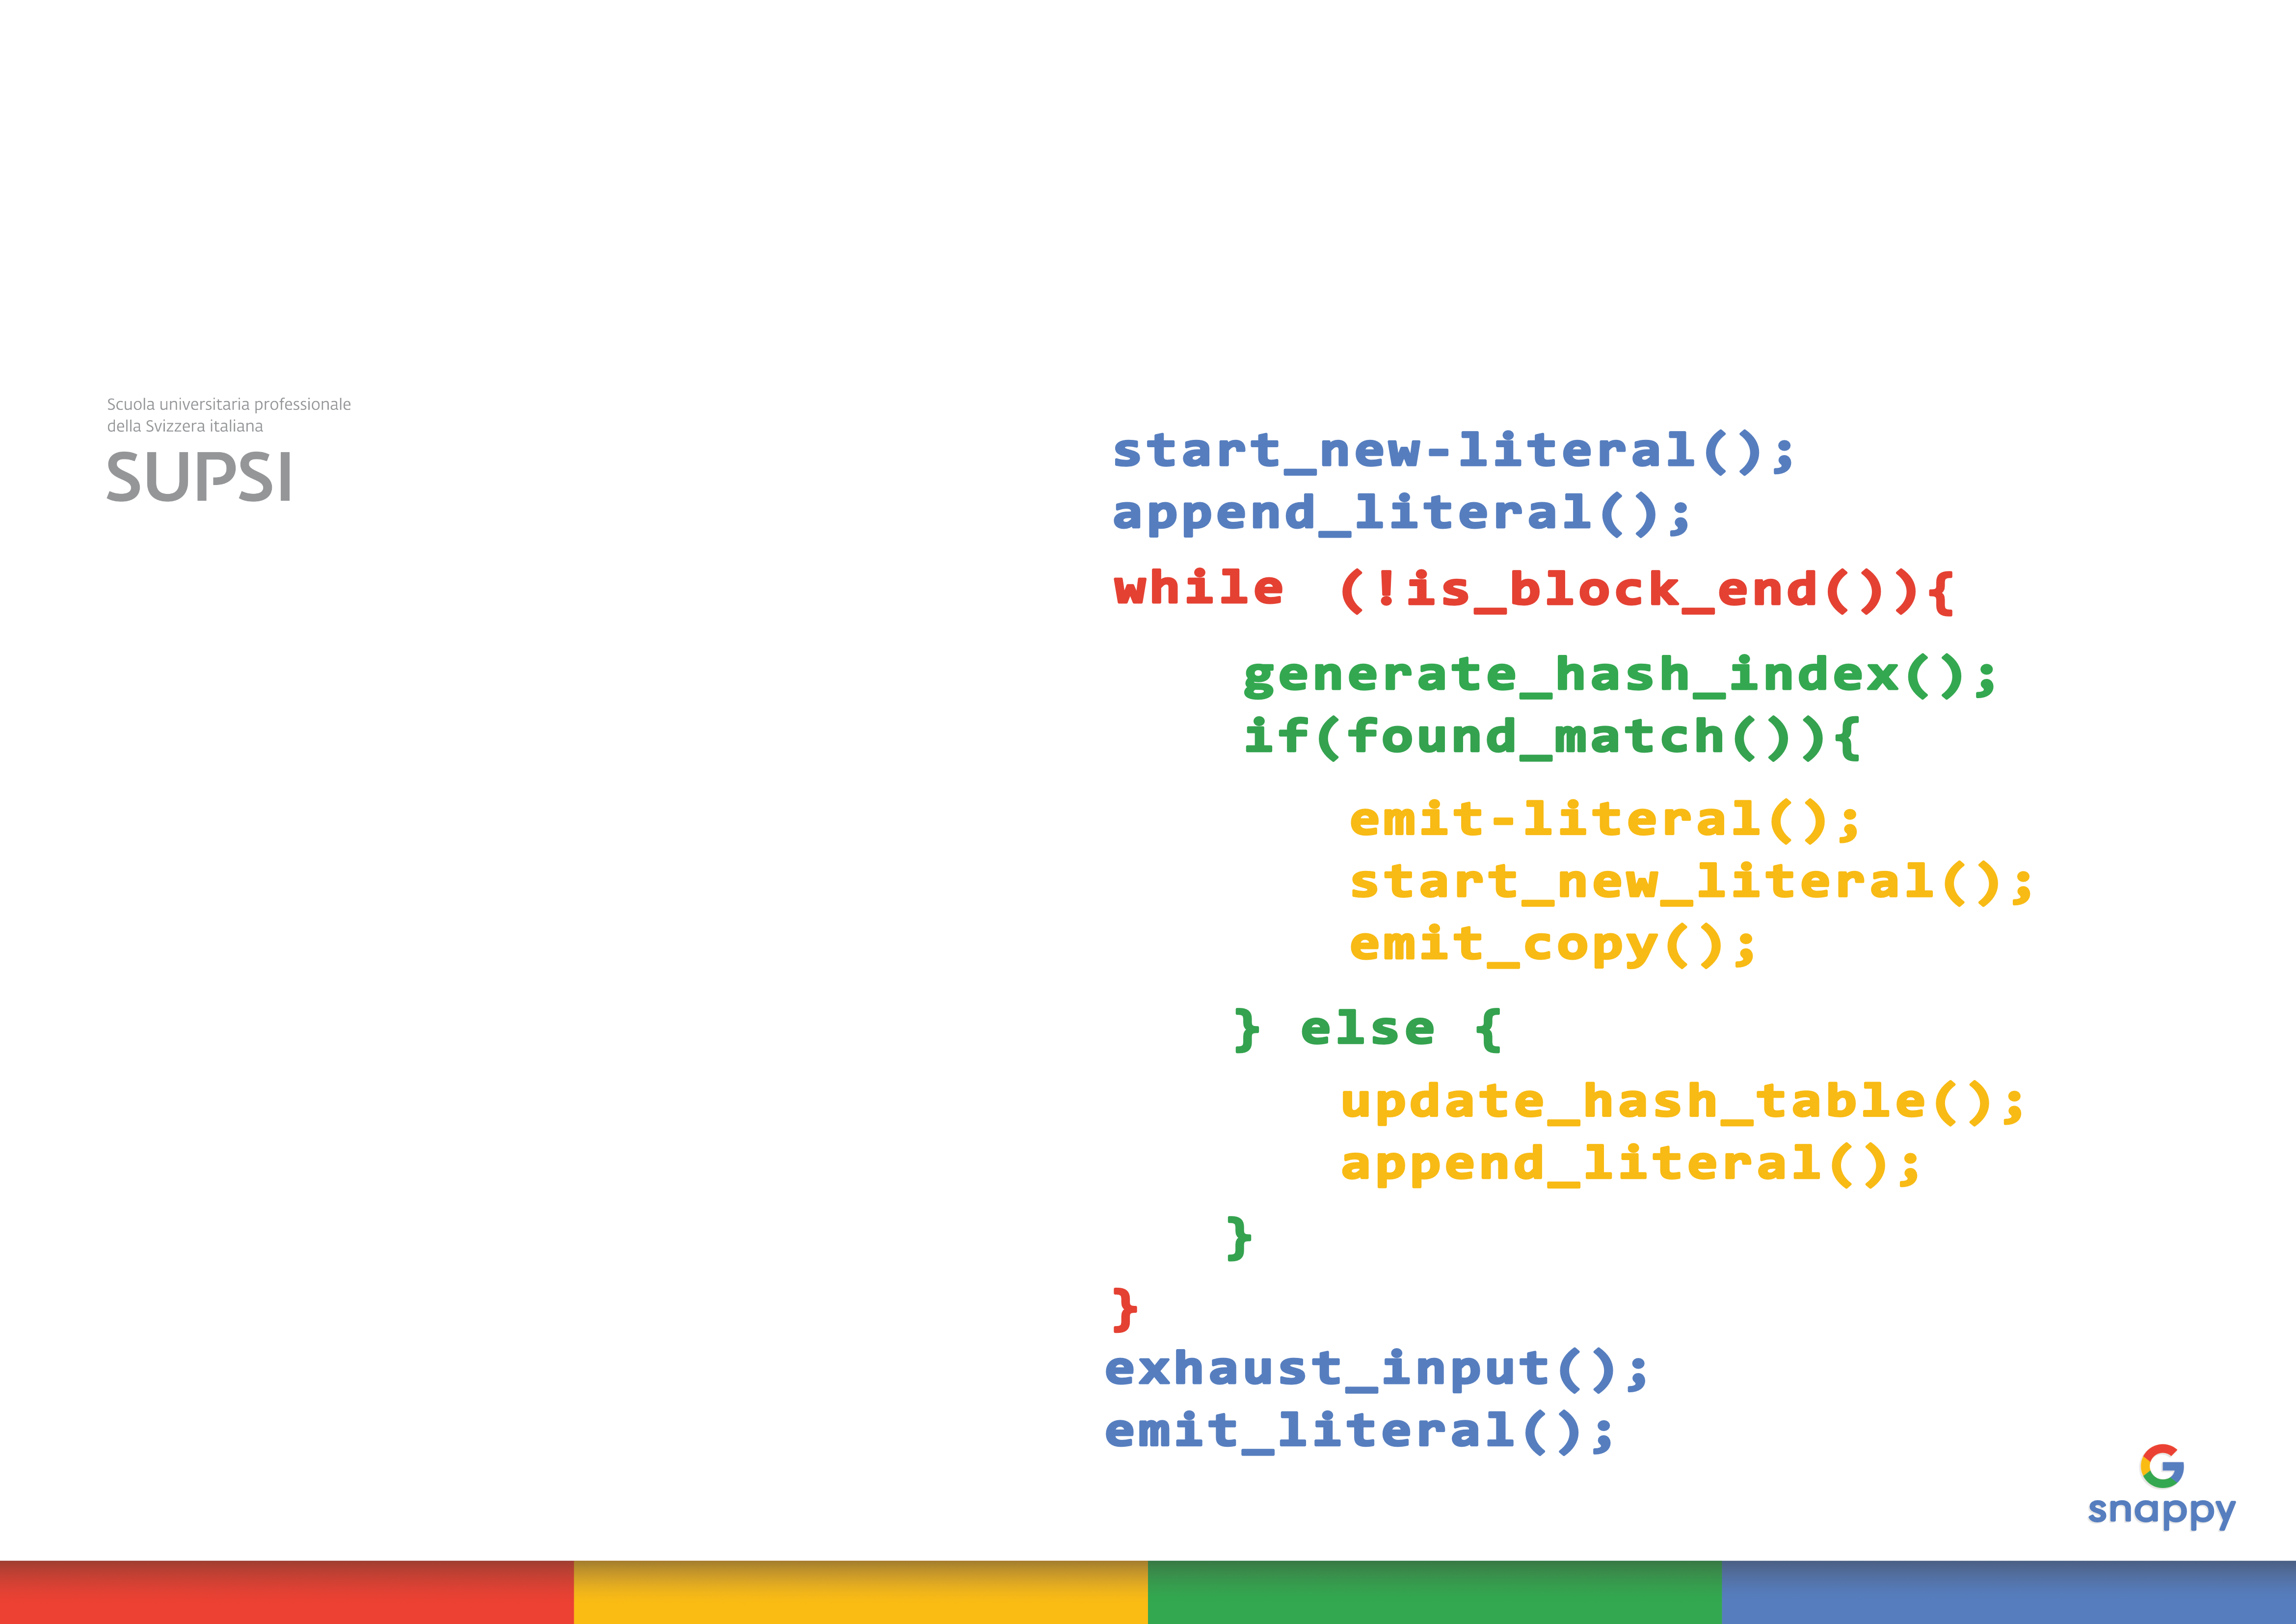 Scuola universitaria professionale
della Svizzera italiana
SUPSI
start_new-literal();
append_literal();
while (!is_block_end()){
generate_hash_index();
if(found_match()){
emit-literal();
start_new_literal();
emit_copy();
} else {
update_hash_table();
append_literal();
}
}
exhaust_input();
emit_literal();
G
snappy